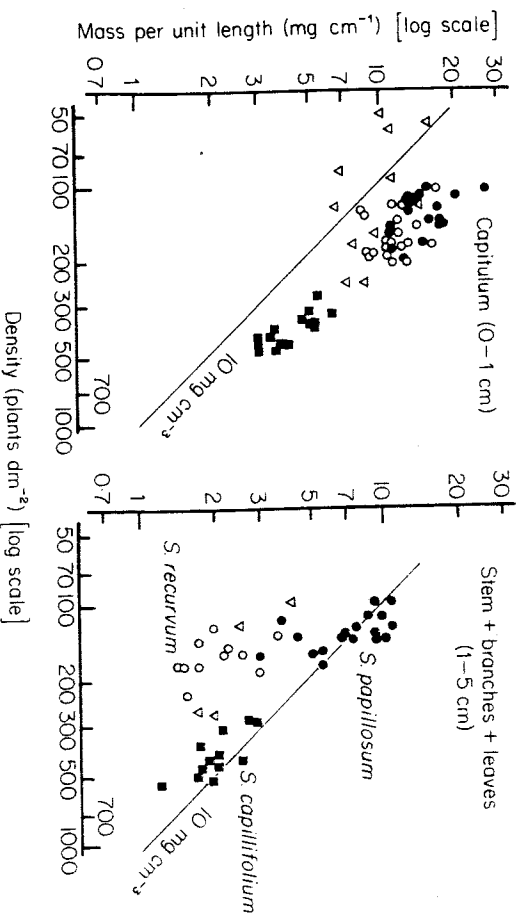 Mass per unit length (mg cm⁻¹) [log scale]
30
20
10
7
5
3
2
1
0·7
50 70 100 200 300 500 700 1000
Capitulum (0–1 cm)
10 mg cm⁻³
30
20
10
7
5
3
2
1
0·7
50 70 100 200 300 500 700 1000
Stem + branches + leaves
(1–5 cm)
S. papillosum
S. recurvum
S. capillifolium
10 mg cm⁻³
Density (plants dm⁻²) [log scale]